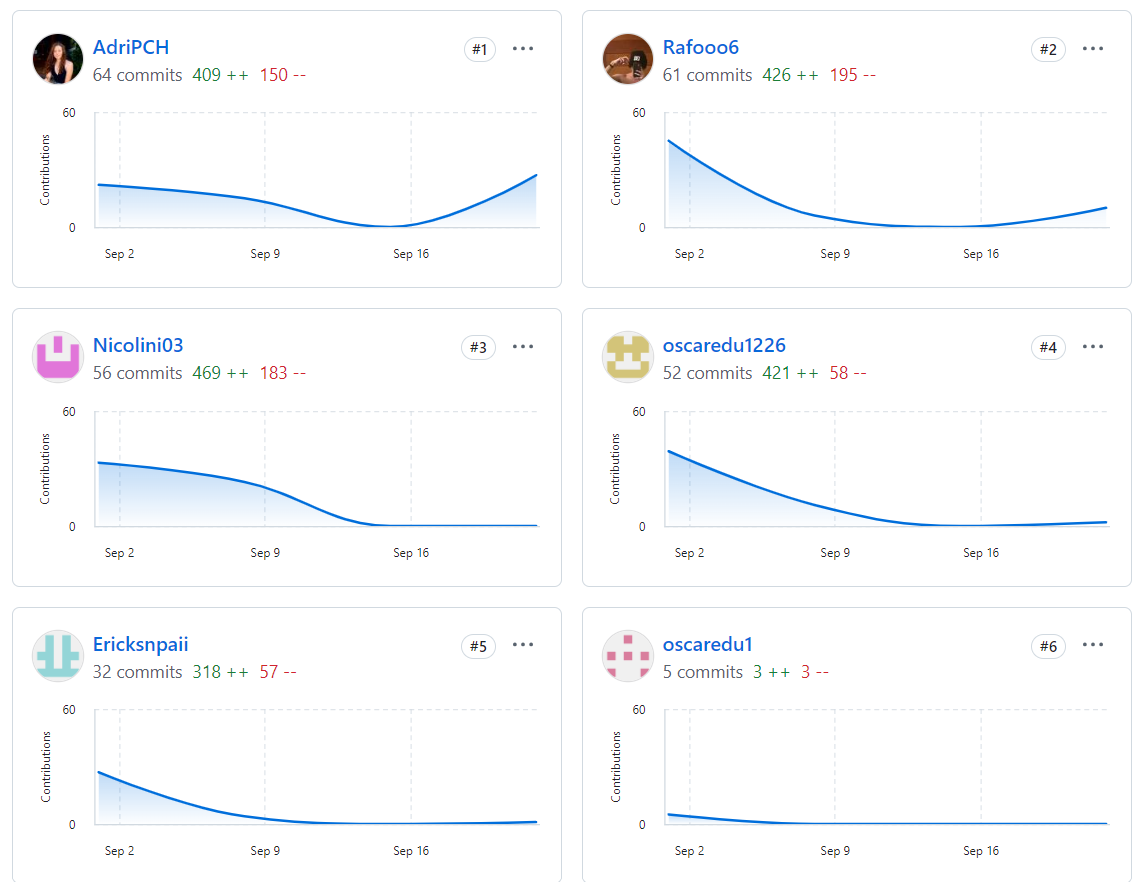 AdriPCH
#1
64 commits 409 ++ 150 --
60
Contributions
0
Sep 2 Sep 9 Sep 16
Rafooo6
#2
61 commits 426 ++ 195 --
60
Contributions
0
Sep 2 Sep 9 Sep 16
Nicolini03
#3
56 commits 469 ++ 183 --
60
Contributions
0
Sep 2 Sep 9 Sep 16
oscaredu1226
#4
52 commits 421 ++ 58 --
60
Contributions
0
Sep 2 Sep 9 Sep 16
Ericksnpaii
#5
32 commits 318 ++ 57 --
60
Contributions
0
Sep 2 Sep 9 Sep 16
oscaredu1
#6
5 commits 3 ++ 3 --
60
Contributions
0
Sep 2 Sep 9 Sep 16